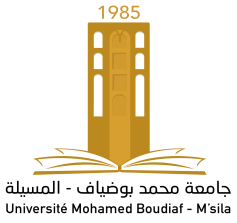 1985
جامعة محمد بوضياف - المسيلة
Université Mohamed Boudiaf - M'sila